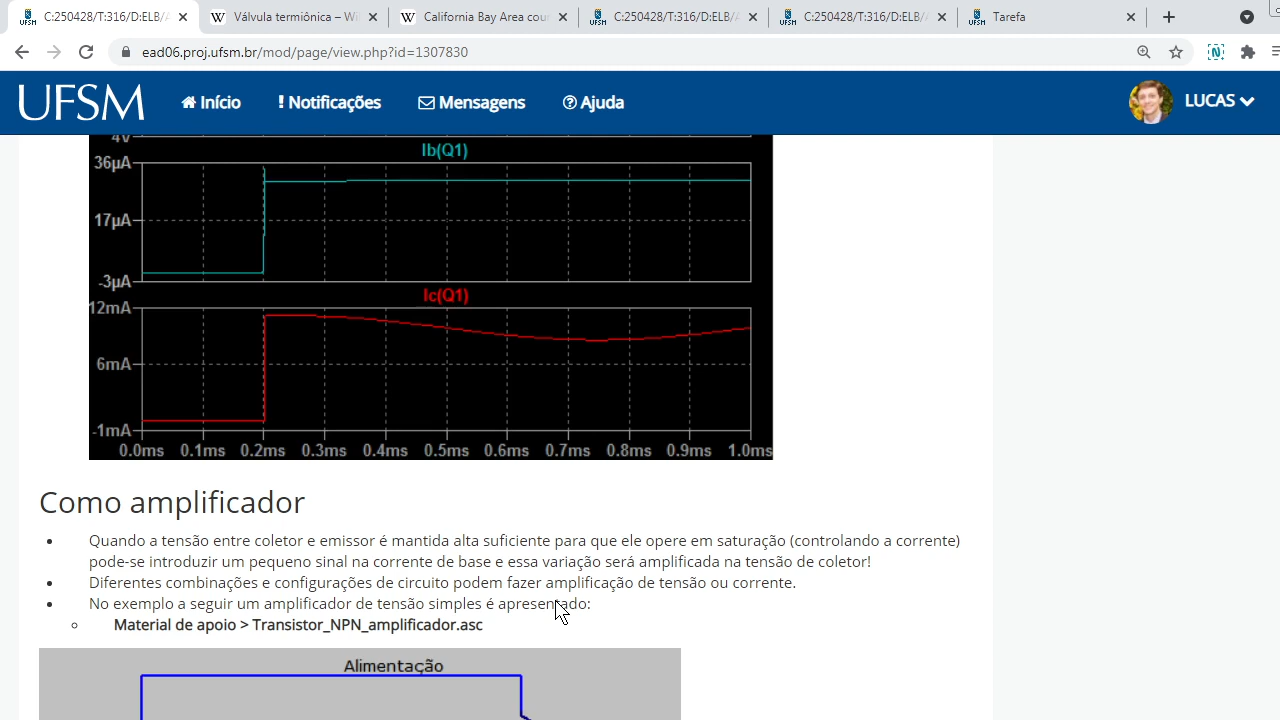 C:250428/T:316/D:ELB/
Válvula termiônica – Wi
California Bay Area cou
C:250428/T:316/D:ELB/
C:250428/T:316/D:ELB/
Tarefa
ead06.proj.ufsm.br/mod/page/view.php?id=1307830
UFSM Início Notificações Mensagens Ajuda LUCAS
4V
Ib(Q1)
36µA
17µA
-3µA
Ic(Q1)
12mA
6mA
-1mA
0.0ms 0.1ms 0.2ms 0.3ms 0.4ms 0.5ms 0.6ms 0.7ms 0.8ms 0.9ms 1.0ms
Como amplificador
• Quando a tensão entre coletor e emissor é mantida alta suficiente para que ele opere em saturação (controlando a corrente)
pode-se introduzir um pequeno sinal na corrente de base e essa variação será amplificada na tensão de coletor!
• Diferentes combinações e configurações de circuito podem fazer amplificação de tensão ou corrente.
• No exemplo a seguir um amplificador de tensão simples é apresentado:
Material de apoio > Transistor_NPN_amplificador.asc
Alimentação